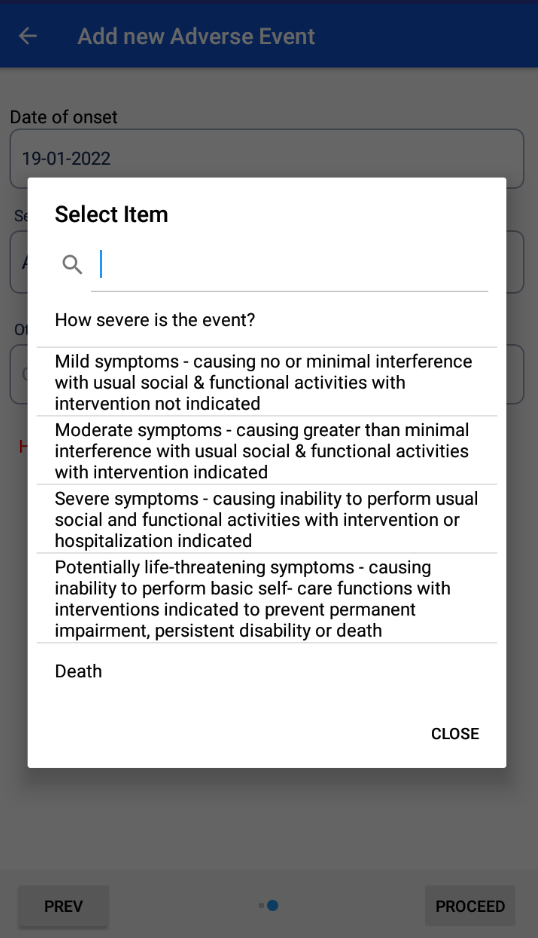 Add new Adverse Event
Date of onset
19-01-2022
Select Item
How severe is the event?
Mild symptoms - causing no or minimal interference
with usual social & functional activities with
intervention not indicated
Moderate symptoms - causing greater than minimal
interference with usual social & functional activities
with intervention indicated
Severe symptoms - causing inability to perform usual
social and functional activities with intervention or
hospitalization indicated
Potentially life-threatening symptoms - causing
inability to perform basic self- care functions with
interventions indicated to prevent permanent
impairment, persistent disability or death
Death
CLOSE
PREV
PROCEED